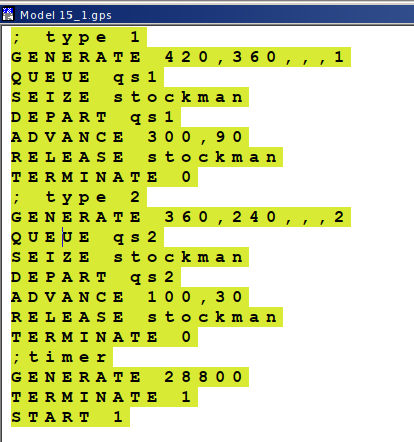 Model 15_1.gps
; type 1
GENERATE 420,360,,,1
QUEUE qs1
SEIZE stockman
DEPART qs1
ADVANCE 300,90
RELEASE stockman
TERMINATE 0
; type 2
GENERATE 360,240,,,2
QUEUE qs2
SEIZE stockman
DEPART qs2
ADVANCE 100,30
RELEASE stockman
TERMINATE 0
;timer
GENERATE 28800
TERMINATE 1
START 1